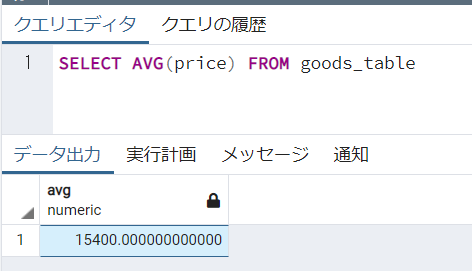 クエリエディタ クエリの履歴
1 SELECT AVG(price) FROM goods_table
データ出力 実行計画 メッセージ 通知
avg
numeric
1 15400.000000000000